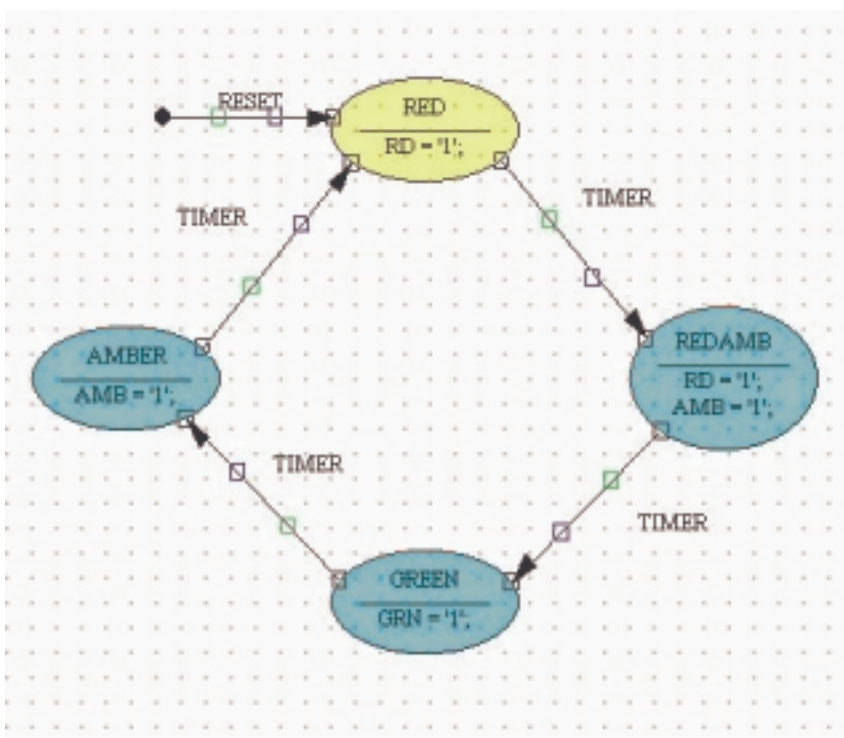 RESET
RED
RD = '1';
TIMER
TIMER
AMBER
AMB = '1';
REDAMB
RD = '1';
AMB = '1';
TIMER
TIMER
GREEN
GRN = '1';